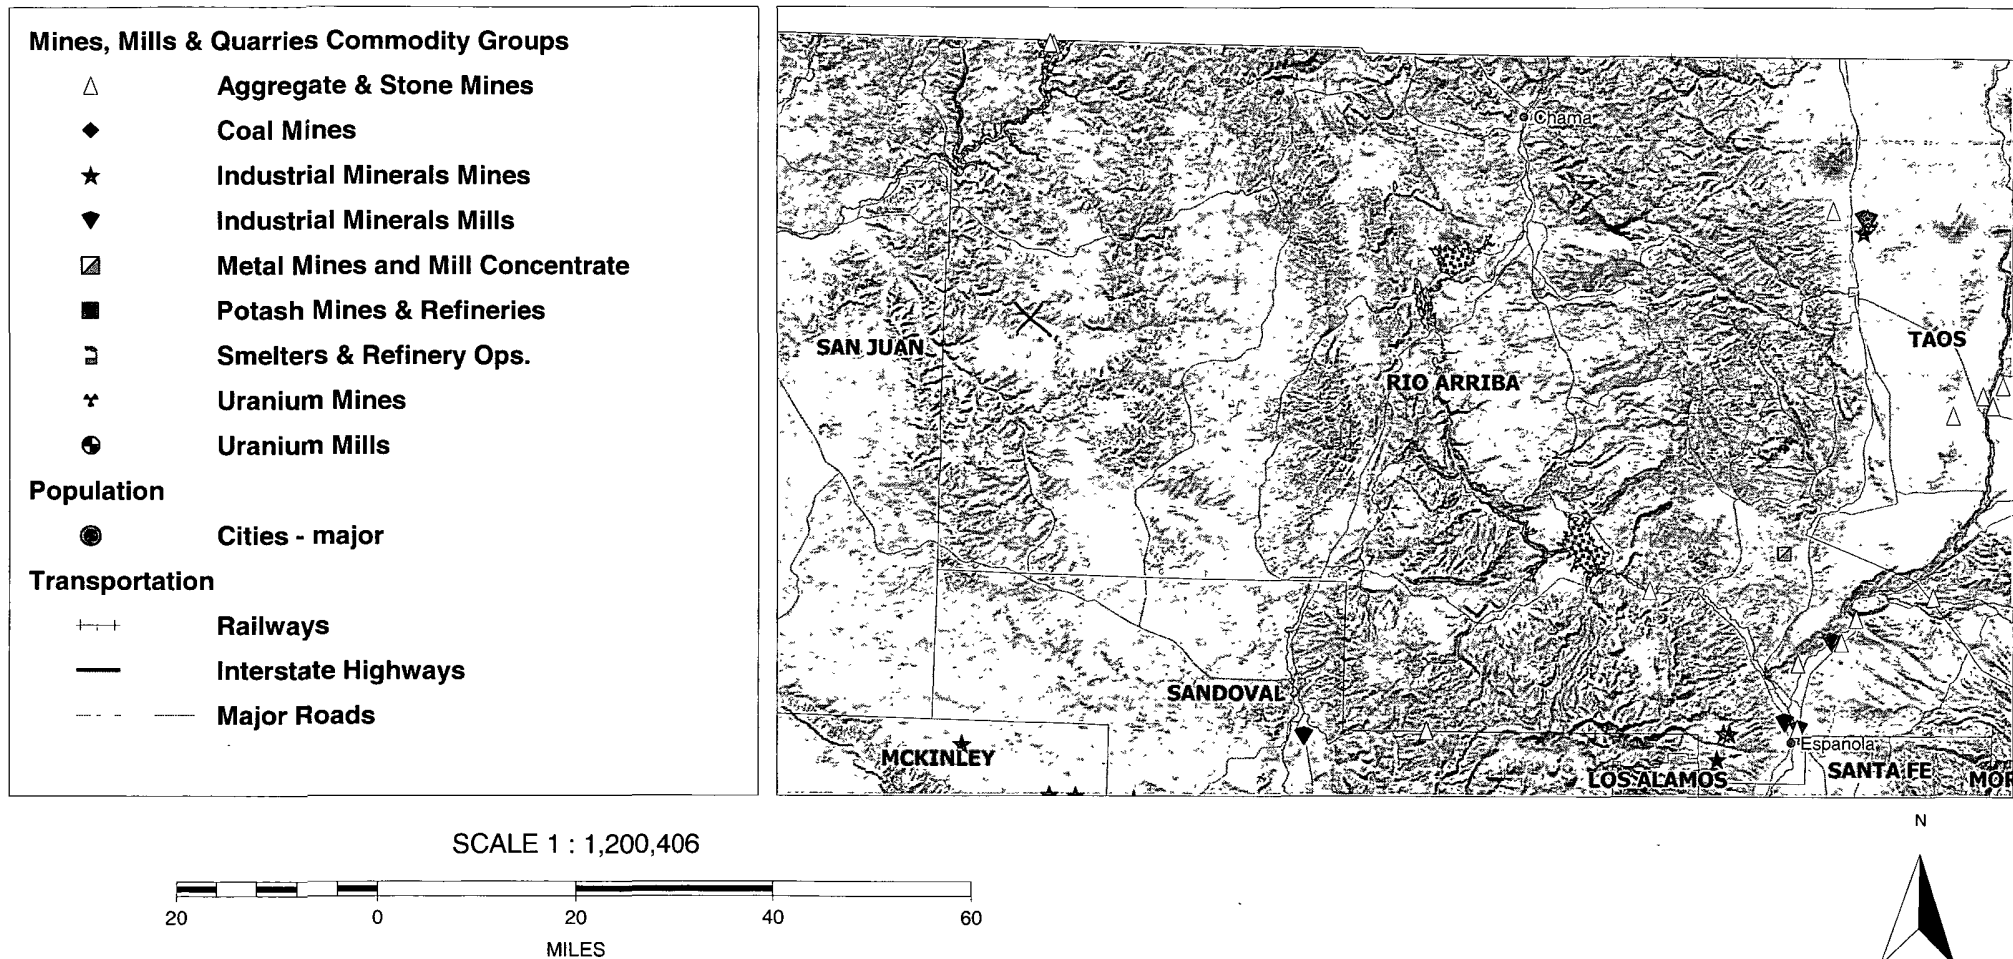 Mines, Mills & Quarries Commodity Groups
Aggregate & Stone Mines
Coal Mines
Industrial Minerals Mines
Industrial Minerals Mills
Metal Mines and Mill Concentrate
Potash Mines & Refineries
Smelters & Refinery Ops.
Uranium Mines
Uranium Mills
Population
Cities - major
Transportation
Railways
Interstate Highways
Major Roads
Chama
SAN JUAN
TAOS
RIO ARRIBA
SANDOVAL
MCKINLEY
Espanola
LOS ALAMOS
SANTA FE
MOR
SCALE 1 : 1,200,406
20 0 20 40 60
MILES
N